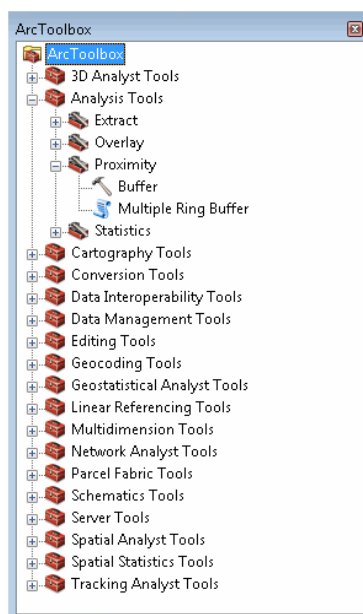 ArcToolbox
ArcToolbox
3D Analyst Tools
Analysis Tools
Extract
Overlay
Proximity
Buffer
Multiple Ring Buffer
Statistics
Cartography Tools
Conversion Tools
Data Interoperability Tools
Data Management Tools
Editing Tools
Geocoding Tools
Geostatistical Analyst Tools
Linear Referencing Tools
Multidimension Tools
Network Analyst Tools
Parcel Fabric Tools
Schematics Tools
Server Tools
Spatial Analyst Tools
Spatial Statistics Tools
Tracking Analyst Tools